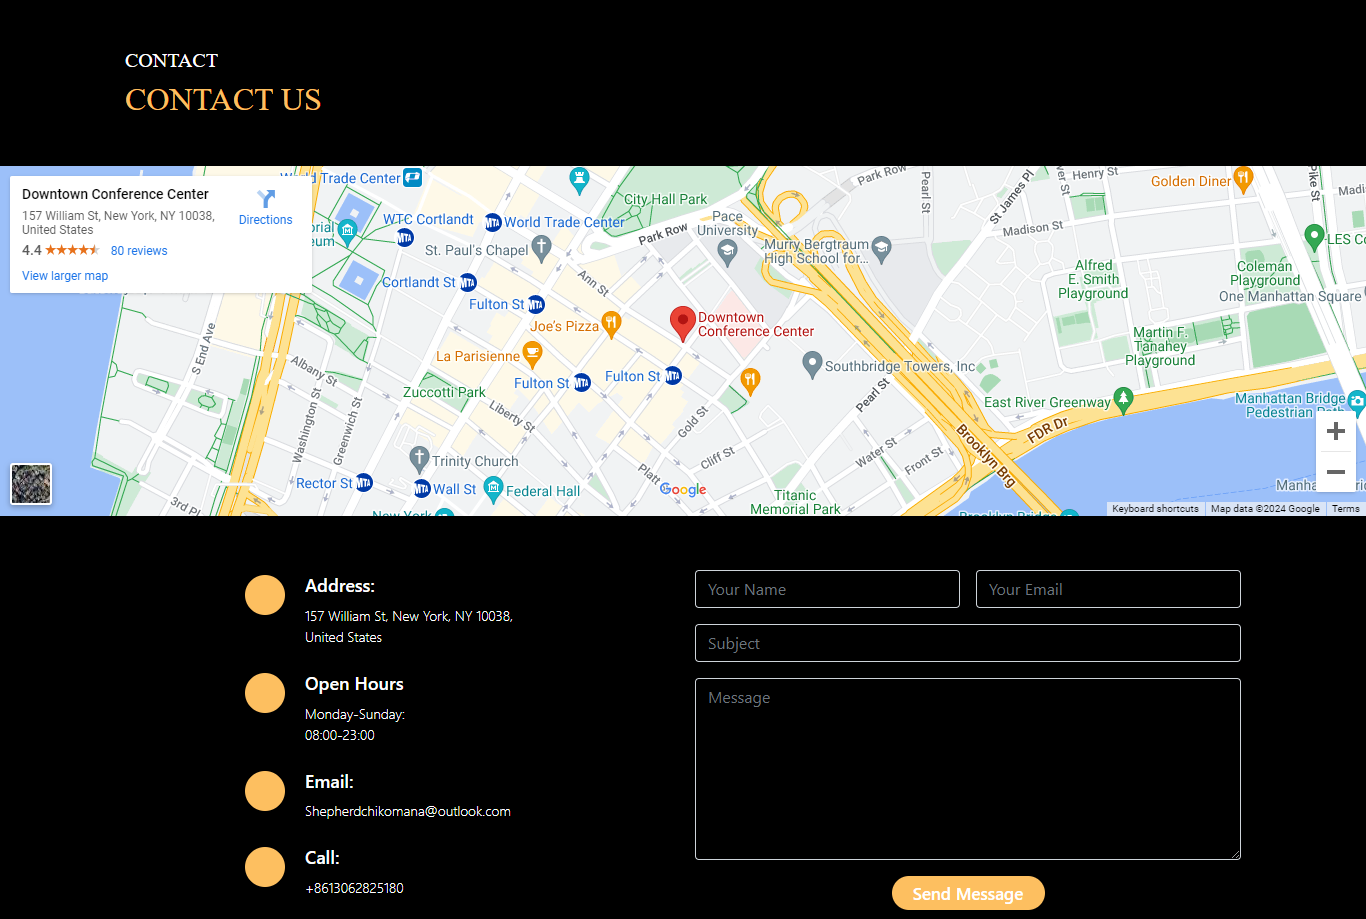 CONTACT
CONTACT US
Downtown Conference Center
157 William St, New York, NY 10038,
United States
Directions
4.4
80 reviews
View larger map
World Trade Center
WTC Cortlandt
World Trade Center
St. Paul's Chapel
Cortlandt St
Fulton St
Joe's Pizza
La Parisienne
Fulton St
Fulton St
Zuccotti Park
Ann St
Park Row
City Hall Park
Pace
University
Park Row
Pearl St
Murry Bergtraum
High School for...
St James Pl
Henry St
Madison St
Golden Diner
Pike St
LES Co
Alfred
E. Smith
Playground
Coleman
Playground
One Manhattan Square
Martin F.
Tanahey
Playground
Downtown
Conference Center
Southbridge Towers, Inc
Pearl St
East River Greenway
FDR Dr
Manhattan Bridge
Pedestrian Path
Brooklyn Brg
S End Ave
Albany St
Washington St
Greenwich St
Liberty St
Gold St
Cliff St
Water St
Front St
Platt
Trinity Church
Rector St
Wall St
Federal Hall
3rd Pl
New York
Google
Titanic
Memorial Park
Brooklyn Bridge
MTA
MTA
MTA
MTA
MTA
MTA
MTA
MTA
Keyboard shortcuts
Map data ©2024 Google
Terms
Address:
157 William St, New York, NY 10038,
United States
Open Hours
Monday-Sunday:
08:00-23:00
Email:
Shepherdchikomana@outlook.com
Call:
+8613062825180
Your Name
Your Email
Subject
Message
Send Message